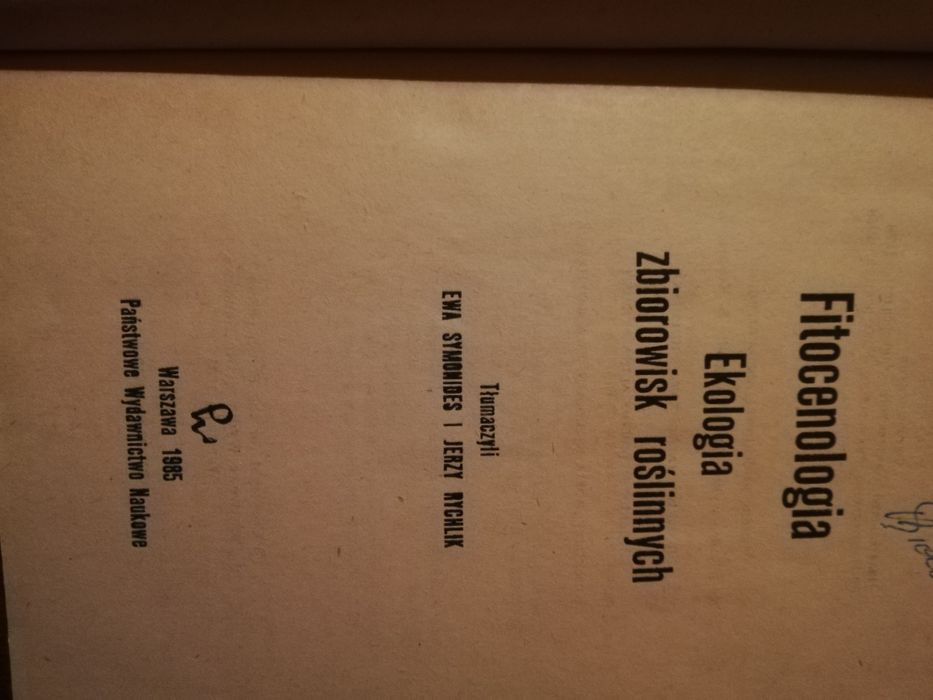 Fitocenologia
Ekologia
zbiorowisk roślinnych
Tłumaczyli
EWA SYMONIDES I JERZY RYCHLIK
Warszawa 1985
Państwowe Wydawnictwo Naukowe